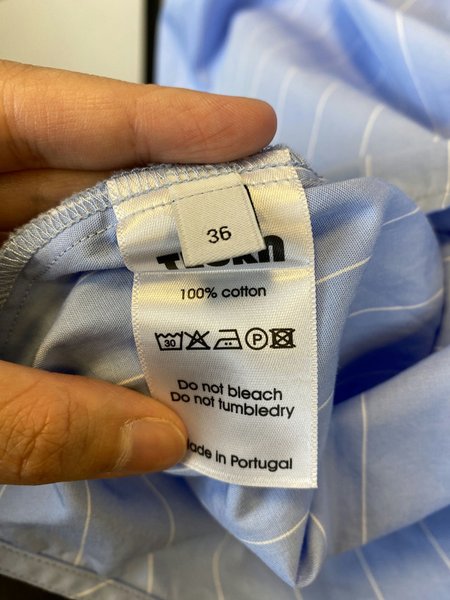 36
100% cotton
30
P
Do not bleach
Do not tumbledry
in Portugal